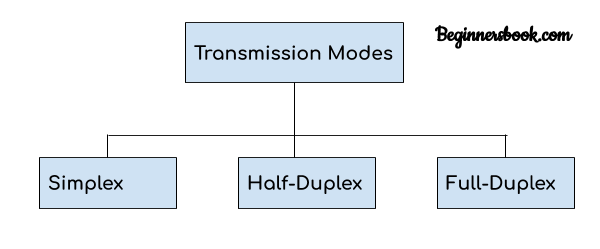 Beginnersbook.com
Transmission Modes
Simplex
Half-Duplex
Full-Duplex